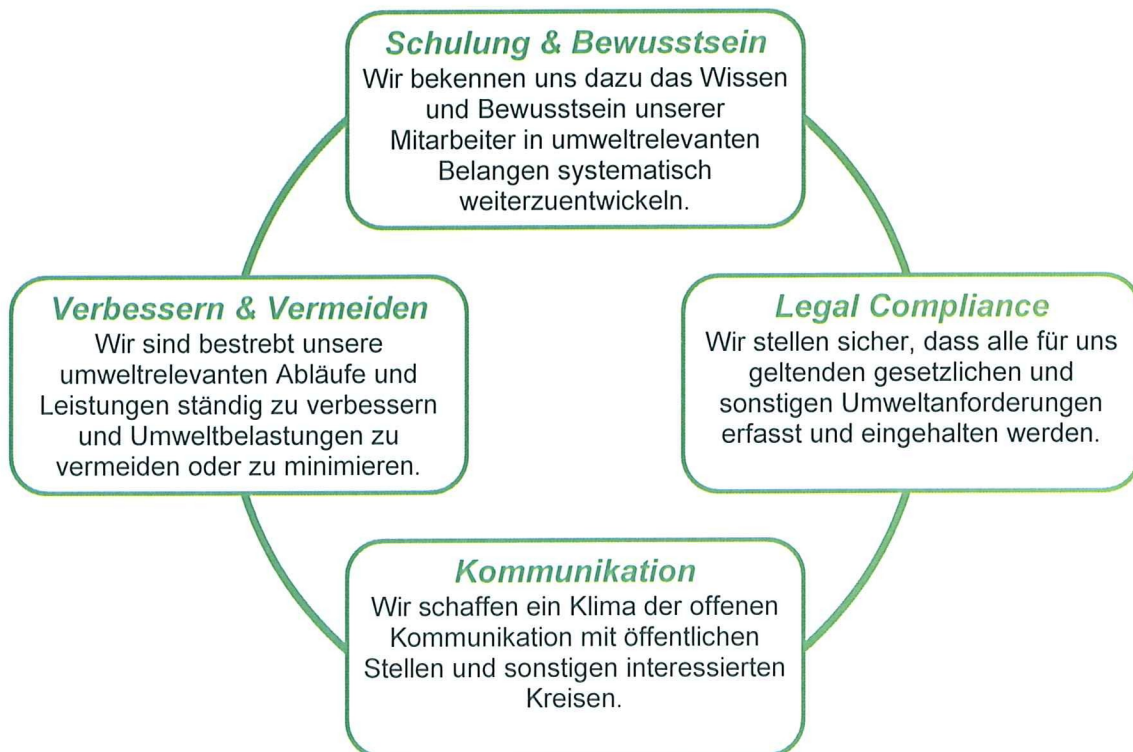 Schulung & Bewusstsein
Wir bekennen uns dazu das Wissen
und Bewusstsein unserer
Mitarbeiter in umweltrelevanten
Belangen systematisch
weiterzuentwickeln.
Verbessern & Vermeiden
Wir sind bestrebt unsere
umweltrelevanten Abläufe und
Leistungen ständig zu verbessern
und Umweltbelastungen zu
vermeiden oder zu minimieren.
Legal Compliance
Wir stellen sicher, dass alle für uns
geltenden gesetzlichen und
sonstigen Umweltanforderungen
erfasst und eingehalten werden.
Kommunikation
Wir schaffen ein Klima der offenen
Kommunikation mit öffentlichen
Stellen und sonstigen interessierten
Kreisen.